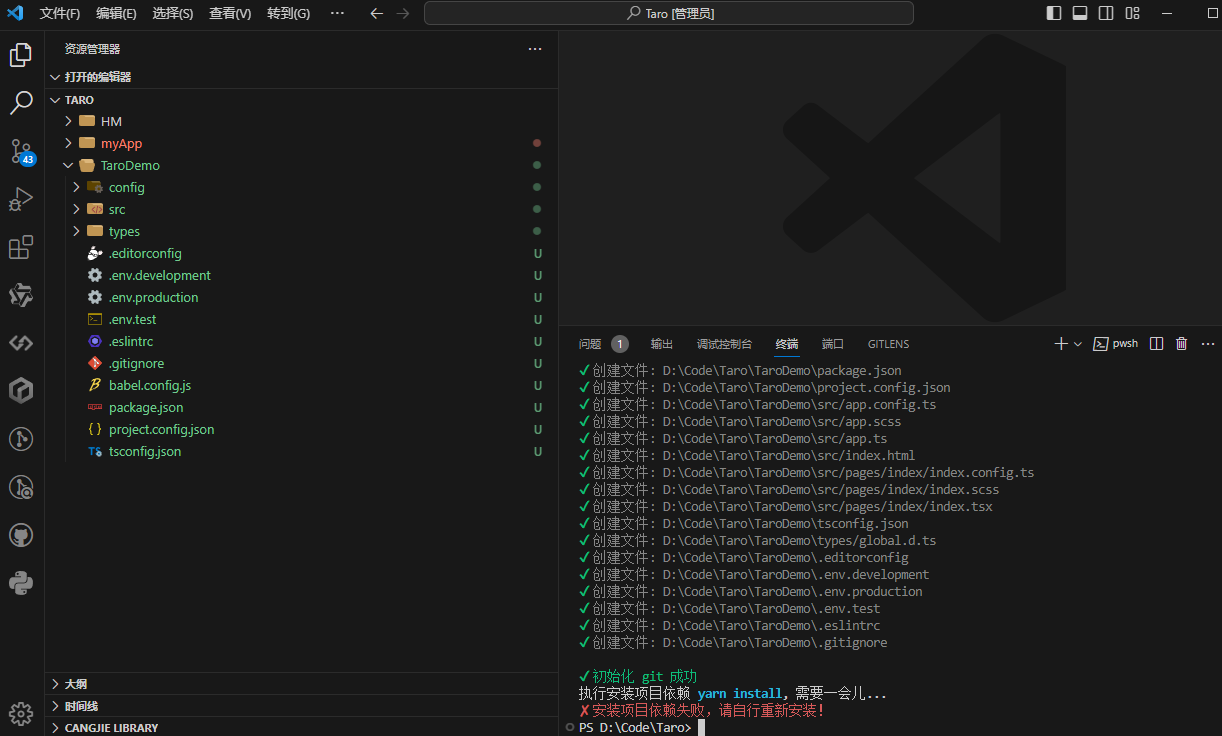 文件(F) 编辑(E) 选择(S) 查看(V) 转到(G) ··· Taro [管理员]
资源管理器 ···
打开的编辑器
TARO
HM
myApp
TaroDemo
config
src
types
.editorconfig U
.env.development U
.env.production U
.env.test U
.eslintrc U
.gitignore U
babel.config.js U
package.json U
project.config.json U
TS tsconfig.json U
大纲
时间线
CANGJIE LIBRARY
43
问题 1 输出 调试控制台 终端 端口 GITLENS pwsh ···
✓创建文件: D:\Code\Taro\TaroDemo\package.json
✓创建文件: D:\Code\Taro\TaroDemo\project.config.json
✓创建文件: D:\Code\Taro\TaroDemo\src/app.config.ts
✓创建文件: D:\Code\Taro\TaroDemo\src/app.scss
✓创建文件: D:\Code\Taro\TaroDemo\src/app.ts
✓创建文件: D:\Code\Taro\TaroDemo\src/index.html
✓创建文件: D:\Code\Taro\TaroDemo\src/pages/index/index.config.ts
✓创建文件: D:\Code\Taro\TaroDemo\src/pages/index/index.scss
✓创建文件: D:\Code\Taro\TaroDemo\src/pages/index/index.tsx
✓创建文件: D:\Code\Taro\TaroDemo\tsconfig.json
✓创建文件: D:\Code\Taro\TaroDemo\types/global.d.ts
✓创建文件: D:\Code\Taro\TaroDemo\.editorconfig
✓创建文件: D:\Code\Taro\TaroDemo\.env.development
✓创建文件: D:\Code\Taro\TaroDemo\.env.production
✓创建文件: D:\Code\Taro\TaroDemo\.env.test
✓创建文件: D:\Code\Taro\TaroDemo\.eslintrc
✓创建文件: D:\Code\Taro\TaroDemo\.gitignore
✓初始化 git 成功
执行安装项目依赖 yarn install, 需要一会儿...
✗安装项目依赖失败，请自行重新安装！
PS D:\Code\Taro>